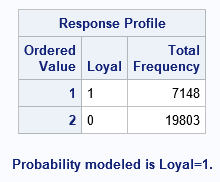 Response Profile
Ordered Value Loyal Total Frequency
1 1 7148
2 0 19803
Probability modeled is Loyal=1.